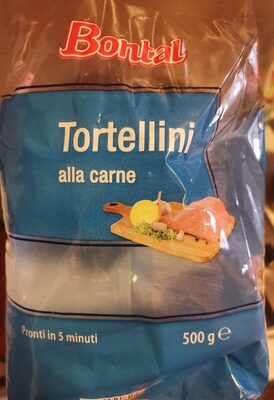 Bontal
Tortellini
alla carne
Pronti in 5 minuti
500 g ℮